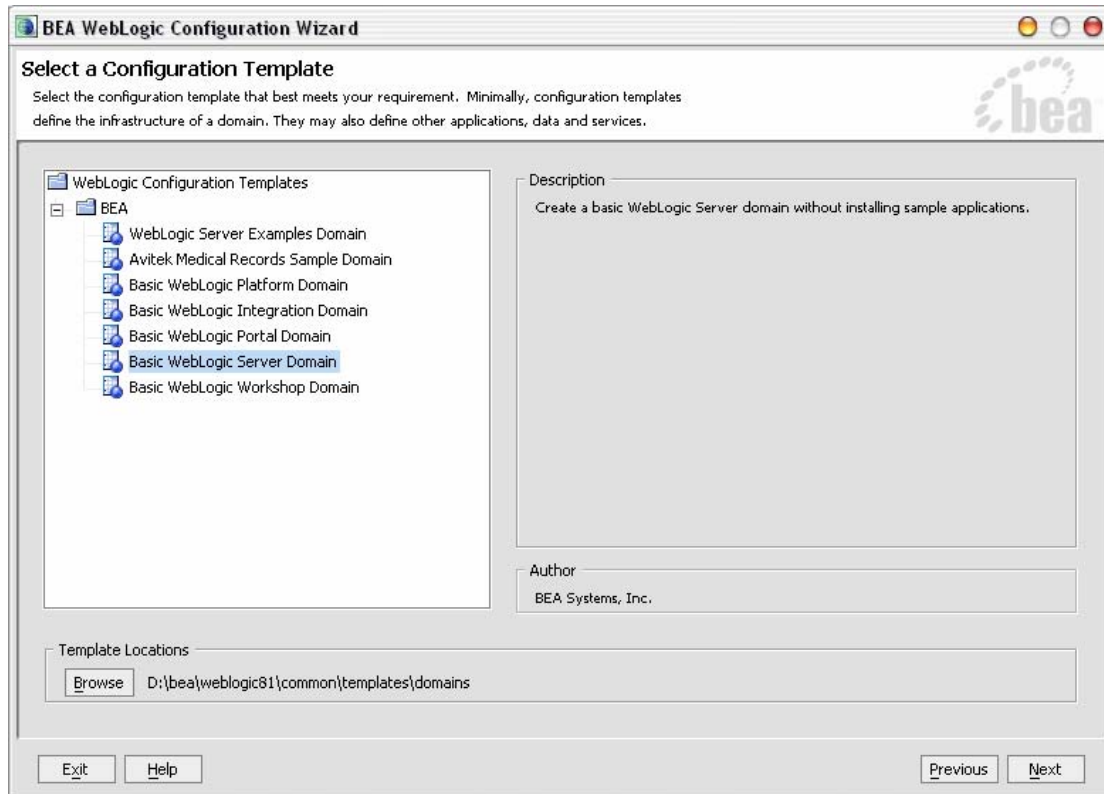 BEA WebLogic Configuration Wizard
Select a Configuration Template
Select the configuration template that best meets your requirement. Minimally, configuration templates
define the infrastructure of a domain. They may also define other applications, data and services.
bea
WebLogic Configuration Templates
BEA
WebLogic Server Examples Domain
Avitek Medical Records Sample Domain
Basic WebLogic Platform Domain
Basic WebLogic Integration Domain
Basic WebLogic Portal Domain
Basic WebLogic Server Domain
Basic WebLogic Workshop Domain
Description
Create a basic WebLogic Server domain without installing sample applications.
Author
BEA Systems, Inc.
Template Locations
Browse D:\bea\weblogic81\common\templates\domains
Exit Help Previous Next